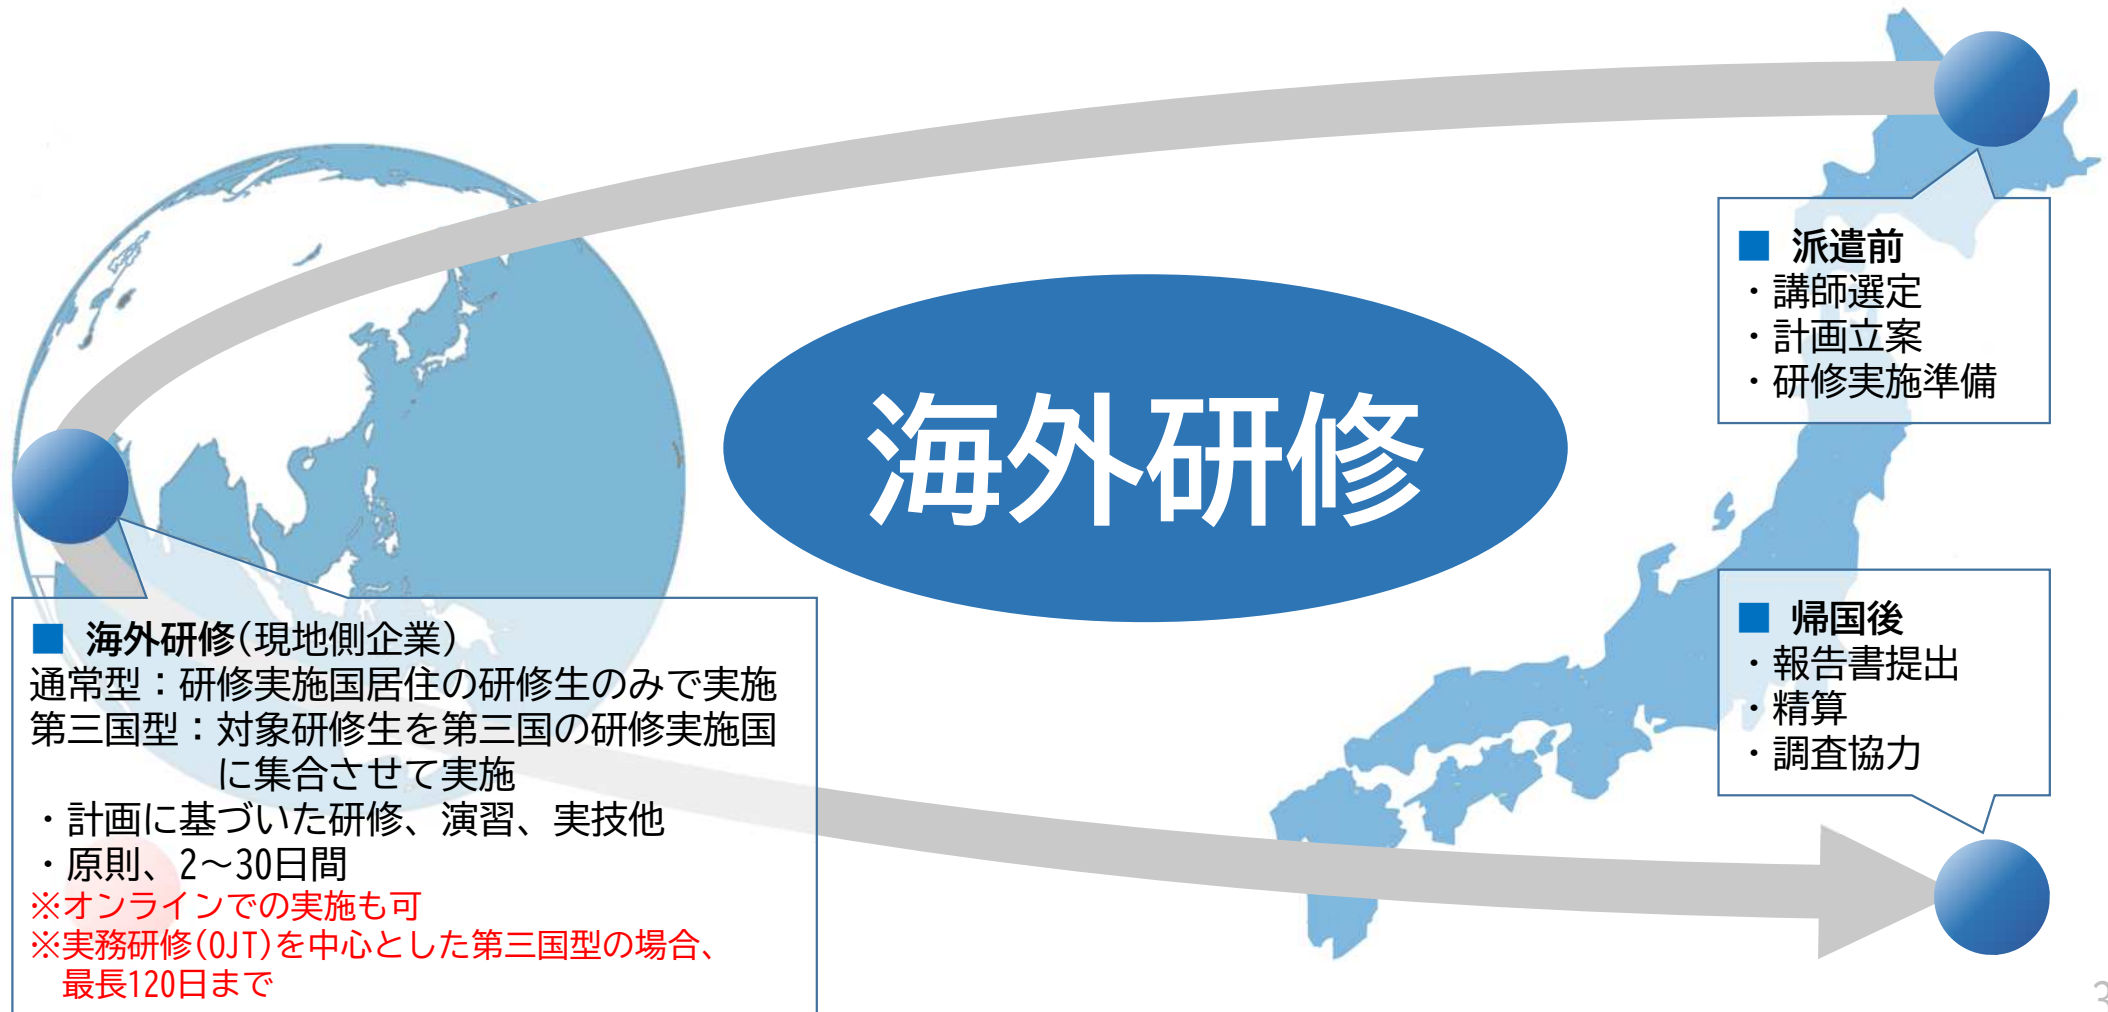 海外研修
■ 派遣前
・講師選定
・計画立案
・研修実施準備
■ 海外研修(現地側企業)
通常型：研修実施国居住の研修生のみで実施
第三国型：対象研修生を第三国の研修実施国
に集合させて実施
・計画に基づいた研修、演習、実技他
・原則、2～30日間
※オンラインでの実施も可
※実務研修(OJT)を中心とした第三国型の場合、
最長120日まで
■ 帰国後
・報告書提出
・精算
・調査協力